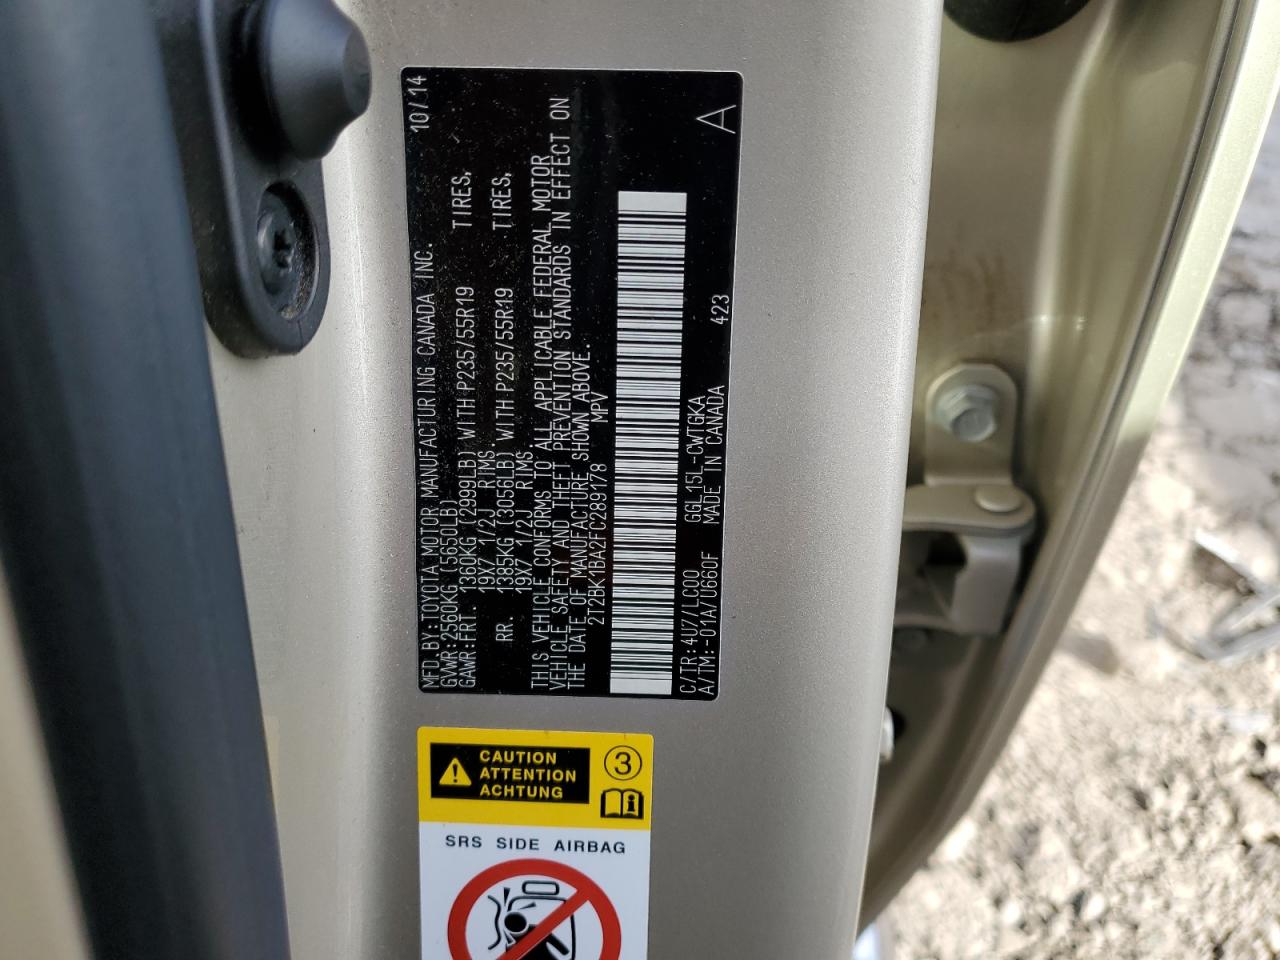 10/14
MFD.BY:TOYOTA MOTOR MANUFACTURING CANADA INC.
GVWR:2560KG (5650LB)
GAWR:FRT. 1360KG (2999LB) WITH P235/55R19 TIRES,
19X7 1/2J RIMS
RR. 1385KG (3056LB) WITH P235/55R19 TIRES,
19X7 1/2J RIMS
THIS VEHICLE CONFORMS TO ALL APPLICABLE FEDERAL MOTOR
VEHICLE SAFETY AND THEFT PREVENTION STANDARDS IN EFFECT ON
THE DATE OF MANUFACTURE SHOWN ABOVE.
2T2BK1BA2FC289178 MPV
C/TR:4U7/LC00 GGL15L-CWTGKA
A/TM:-01A/U660F MADE IN CANADA 423
A
CAUTION
ATTENTION
ACHTUNG
3
i
SRS SIDE AIRBAG